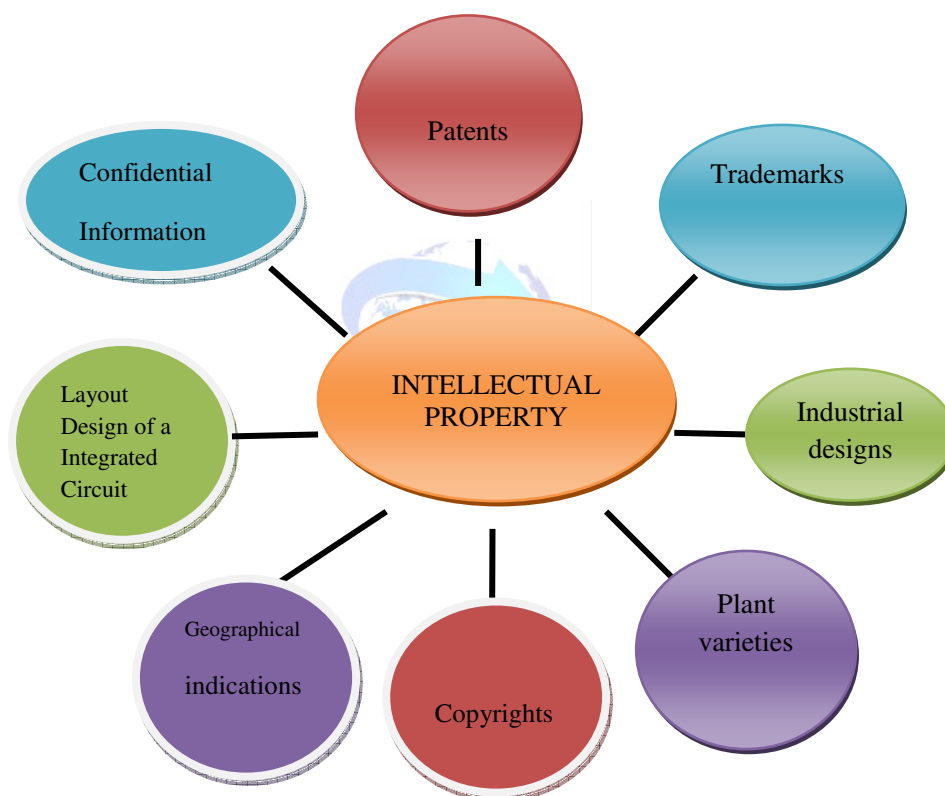 Patents
Confidential
Information
Trademarks
INTELLECTUAL
PROPERTY
Layout
Design of a
Integrated
Circuit
Industrial
designs
Geographical
indications
Copyrights
Plant
varieties